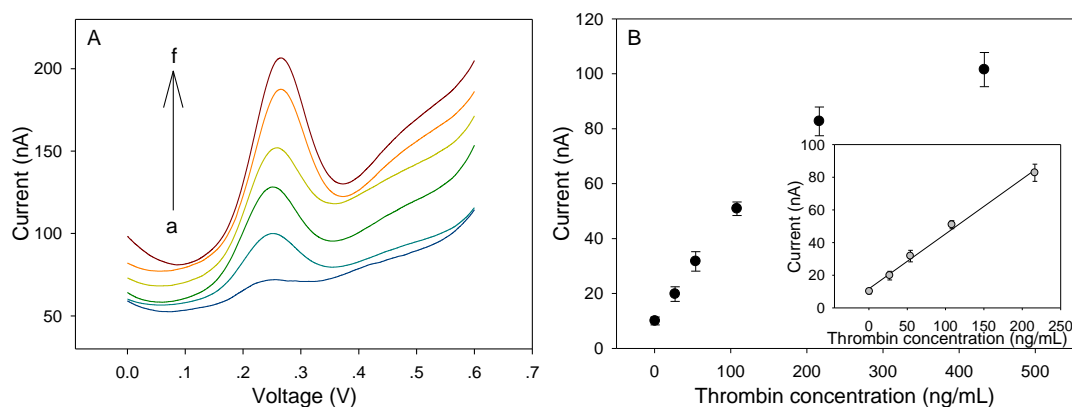 A
f
a
200
150
100
50
Current (nA)
0.0 .1 .2 .3 .4 .5 .6 .7
Voltage (V)
B
120
100
80
60
40
20
0
Current (nA)
0 100 200 300 400 500
Thrombin concentration (ng/mL)
100
80
60
40
20
0
Current (nA)
0 50 100 150 200 250
Thrombin concentration (ng/mL)